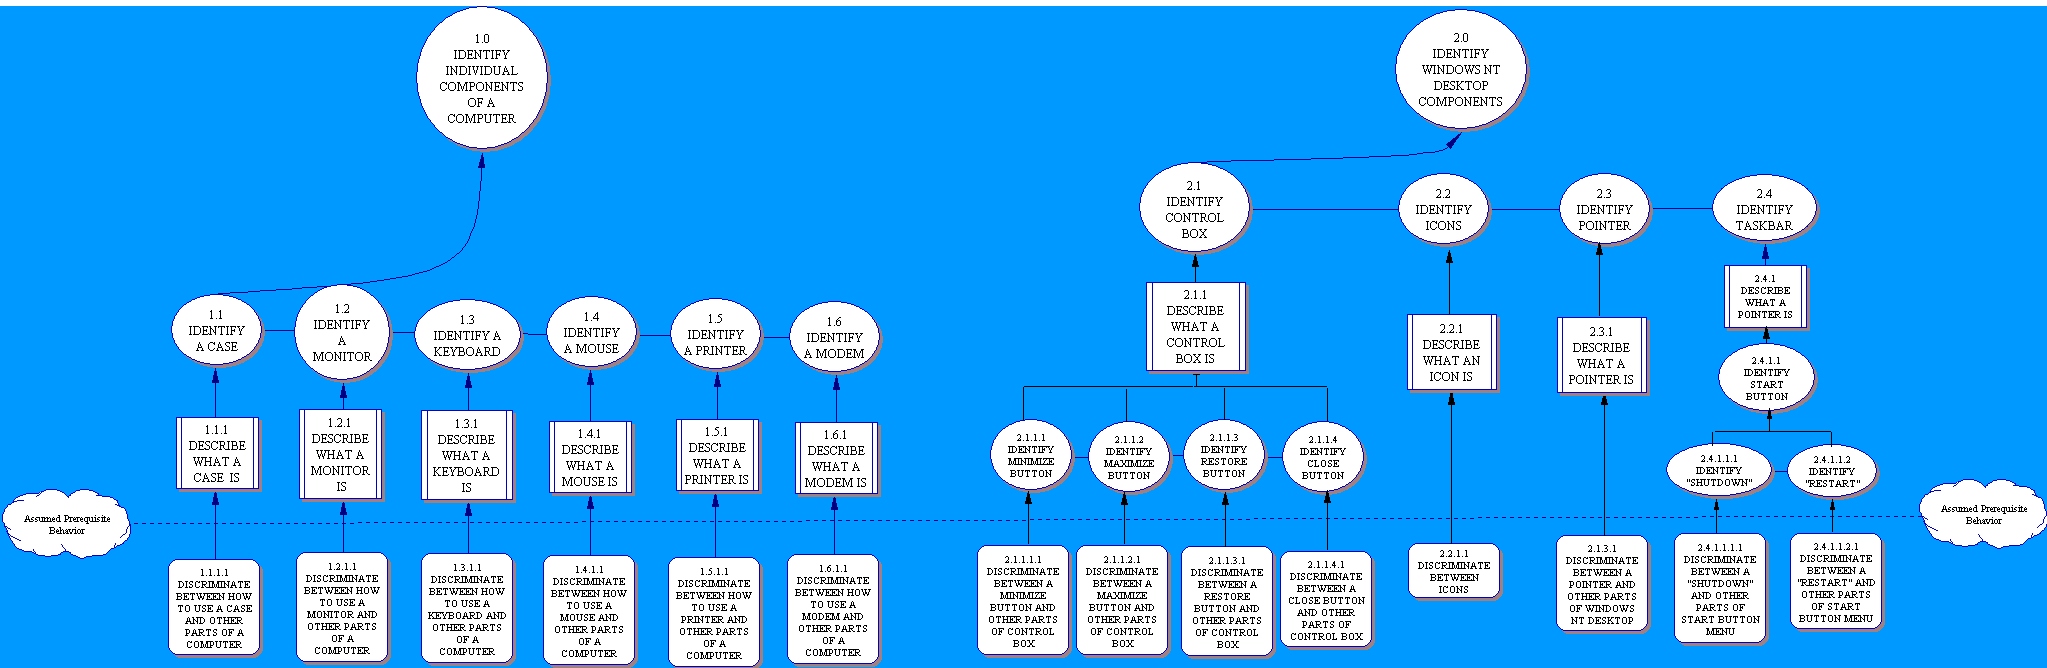 1.0
IDENTIFY
INDIVIDUAL
COMPONENTS
OF A
COMPUTER
2.0
IDENTIFY
WINDOWS NT
DESKTOP
COMPONENTS
2.1
IDENTIFY
CONTROL
BOX
2.2
IDENTIFY
ICONS
2.3
IDENTIFY
POINTER
2.4
IDENTIFY
TASKBAR
1.1
IDENTIFY
A CASE
1.2
IDENTIFY
A
MONITOR
1.3
IDENTIFY A
KEYBOARD
1.4
IDENTIFY
A MOUSE
1.5
IDENTIFY
A PRINTER
1.6
IDENTIFY
A MODEM
2.1.1
DESCRIBE
WHAT A
CONTROL
BOX IS
2.2.1
DESCRIBE
WHAT AN
ICON IS
2.3.1
DESCRIBE
WHAT A
POINTER IS
2.4.1
DESCRIBE
WHAT A
POINTER IS
2.4.1.1
IDENTIFY
START
BUTTON
1.1.1
DESCRIBE
WHAT A
CASE IS
1.2.1
DESCRIBE
WHAT A
MONITOR
IS
1.3.1
DESCRIBE
WHAT A
KEYBOARD
IS
1.4.1
DESCRIBE
WHAT A
MOUSE IS
1.5.1
DESCRIBE
WHAT A
PRINTER IS
1.6.1
DESCRIBE
WHAT A
MODEM IS
2.1.1.1
IDENTIFY
MINIMIZE
BUTTON
2.1.1.2
IDENTIFY
MAXIMIZE
BUTTON
2.1.1.3
IDENTIFY
RESTORE
BUTTON
2.1.1.4
IDENTIFY
CLOSE
BUTTON
2.4.1.1.1
IDENTIFY
"SHUTDOWN"
2.4.1.1.2
IDENTIFY
"RESTART"
Assumed Prerequisite
Behavior
Assumed Prerequisite
Behavior
1.1.1.1
DISCRIMINATE
BETWEEN HOW
TO USE A CASE
AND OTHER
PARTS OF A
COMPUTER
1.2.1.1
DISCRIMINATE
BETWEEN HOW
TO USE A
MONITOR AND
OTHER PARTS
OF A
COMPUTER
1.3.1.1
DISCRIMINATE
BETWEEN HOW
TO USE A
KEYBOARD AND
OTHER PARTS
OF A
COMPUTER
1.4.1.1
DISCRIMINATE
BETWEEN HOW
TO USE A
MOUSE AND
OTHER PARTS
OF A
COMPUTER
1.5.1.1
DISCRIMINATE
BETWEEN HOW
TO USE A
PRINTER AND
OTHER PARTS
OF A
COMPUTER
1.6.1.1
DISCRIMINATE
BETWEEN HOW
TO USE A
MODEM AND
OTHER PARTS
OF A
COMPUTER
2.1.1.1.1
DISCRIMINATE
BETWEEN A
MINIMIZE
BUTTON AND
OTHER PARTS
OF CONTROL
BOX
2.1.1.2.1
DISCRIMINATE
BETWEEN A
MAXIMIZE
BUTTON AND
OTHER PARTS
OF CONTROL
BOX
2.1.1.3.1
DISCRIMINATE
BETWEEN A
RESTORE
BUTTON AND
OTHER PARTS
OF CONTROL
BOX
2.1.1.4.1
DISCRIMINATE
BETWEEN A
CLOSE BUTTON
AND OTHER
PARTS OF
CONTROL BOX
2.2.1.1
DISCRIMINATE
BETWEEN
ICONS
2.1.3.1
DISCRIMINATE
BETWEEN A
POINTER AND
OTHER PARTS
OF WINDOWS
NT DESKTOP
2.4.1.1.1.1
DISCRIMINATE
BETWEEN A
"SHUTDOWN"
AND OTHER
PARTS OF
START BUTTON
MENU
2.4.1.1.2.1
DISCRIMINATE
BETWEEN A
"RESTART" AND
OTHER PARTS
OF START
BUTTON MENU